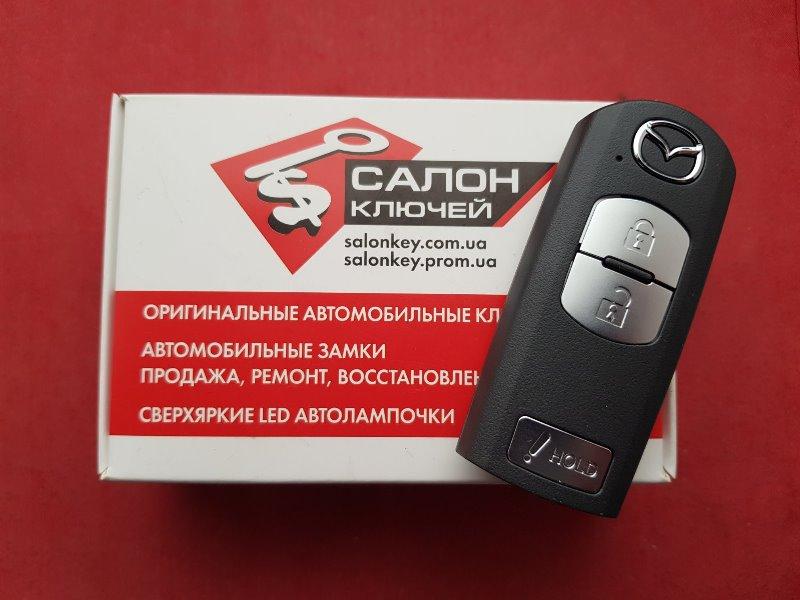 САЛОН
КЛЮЧЕЙ
salonkey.com.ua
salonkey.prom.ua
ОРИГИНАЛЬНЫЕ АВТОМОБИЛЬНЫЕ КЛ
АВТОМОБИЛЬНЫЕ ЗАМКИ
ПРОДАЖА, РЕМОНТ, ВОССТАНОВЛЕН
СВЕРХЯРКИЕ LED АВТОЛАМПОЧКИ
! HOLD